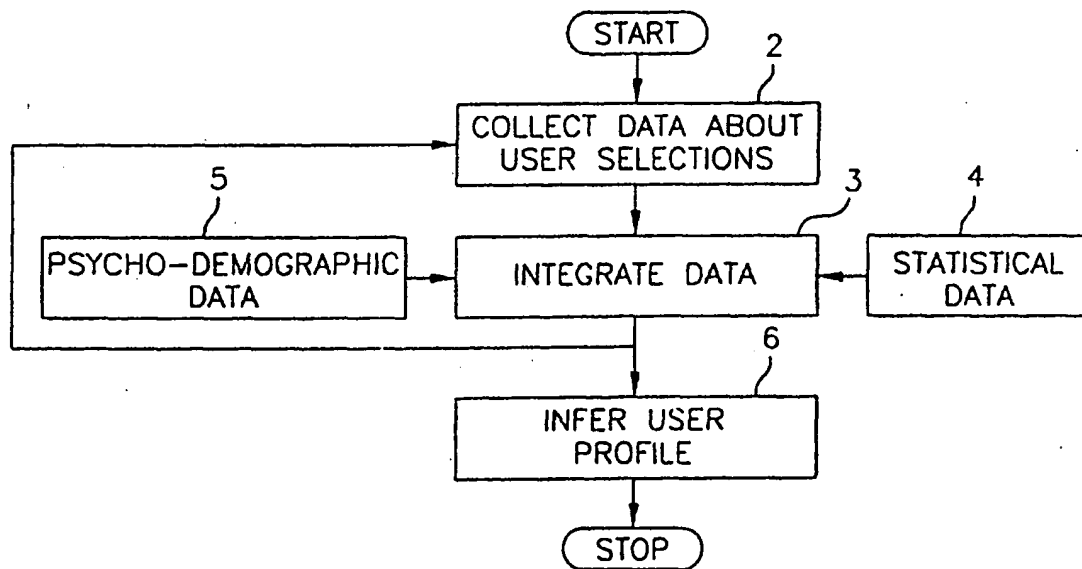 START
2
COLLECT DATA ABOUT
USER SELECTIONS
5
3
4
PSYCHO-DEMOGRAPHIC
DATA
INTEGRATE DATA
STATISTICAL
DATA
6
INFER USER
PROFILE
STOP